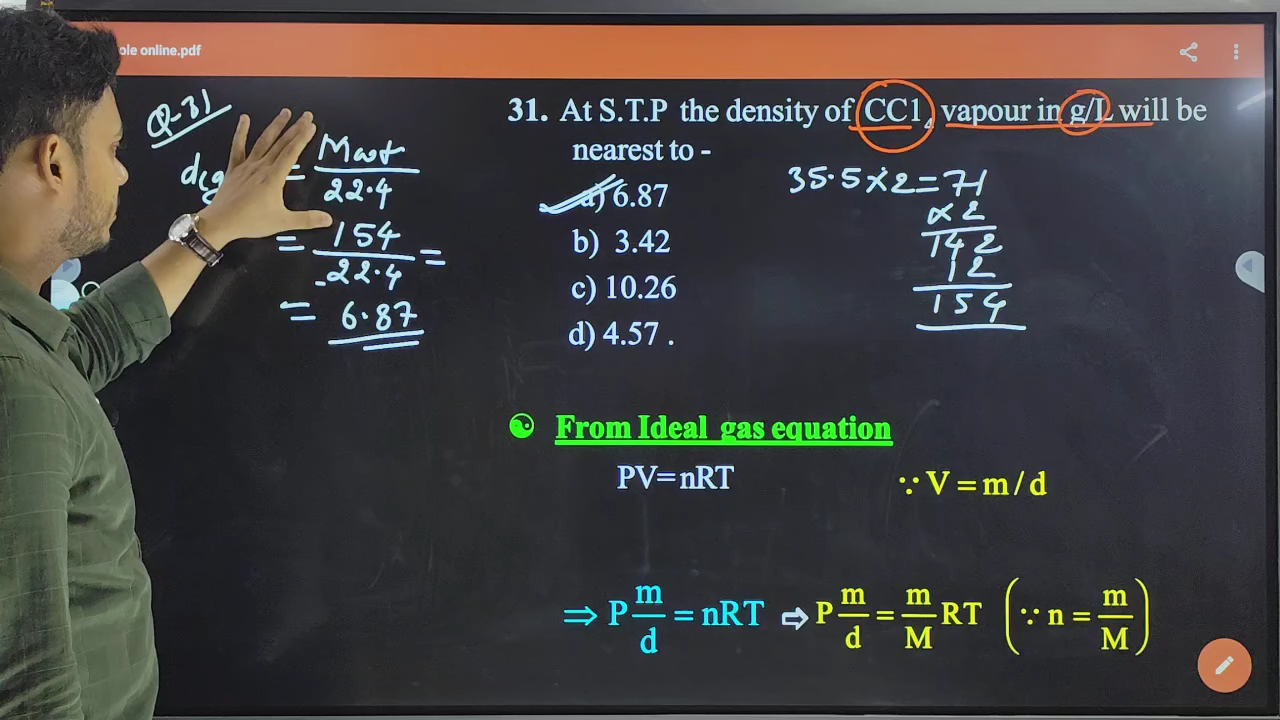 ole online.pdf
Q-31
= M wt / 22.4
= 154 / 22.4 =
= 6.87
31. At S.T.P the density of CC1₄ vapour in g/L will be
nearest to -
a) 6.87
b) 3.42
c) 10.26
d) 4.57 .
35.5×2=71
×2
142
12
154
From Ideal gas equation
PV=nRT
∵ V = m / d
⇒ P m/d = nRT ⇨ P m/d = m/M RT (∵ n = m/M)